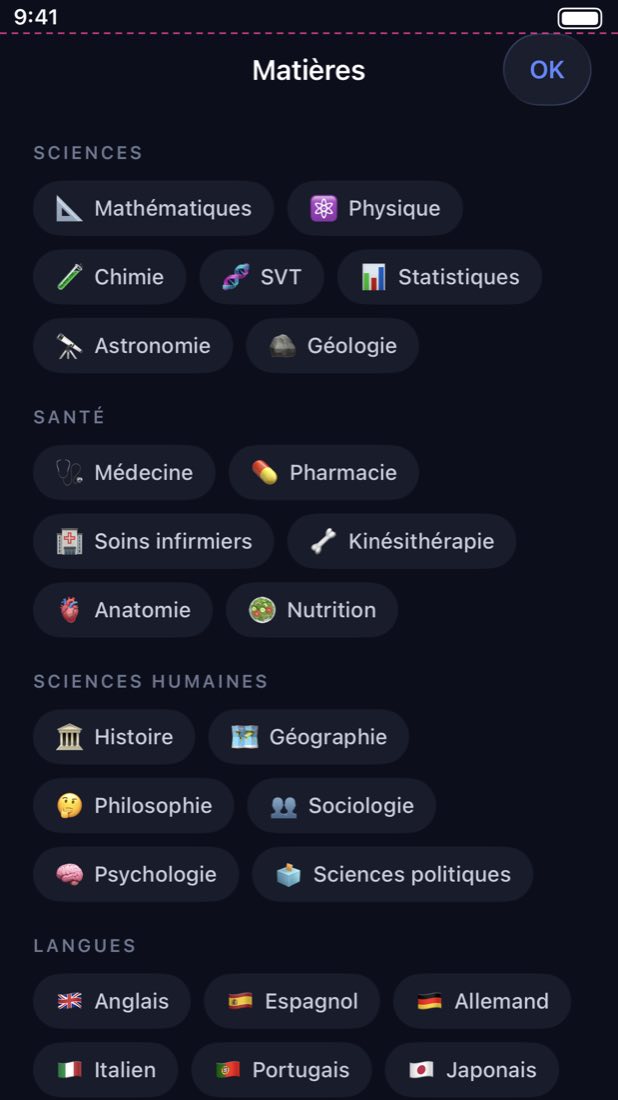 9:41
Matières
OK
SCIENCES
Mathématiques
Physique
Chimie
SVT
Statistiques
Astronomie
Géologie
SANTÉ
Médecine
Pharmacie
Soins infirmiers
Kinésithérapie
Anatomie
Nutrition
SCIENCES HUMAINES
Histoire
Géographie
Philosophie
Sociologie
Psychologie
Sciences politiques
LANGUES
Anglais
Espagnol
Allemand
Italien
Portugais
Japonais